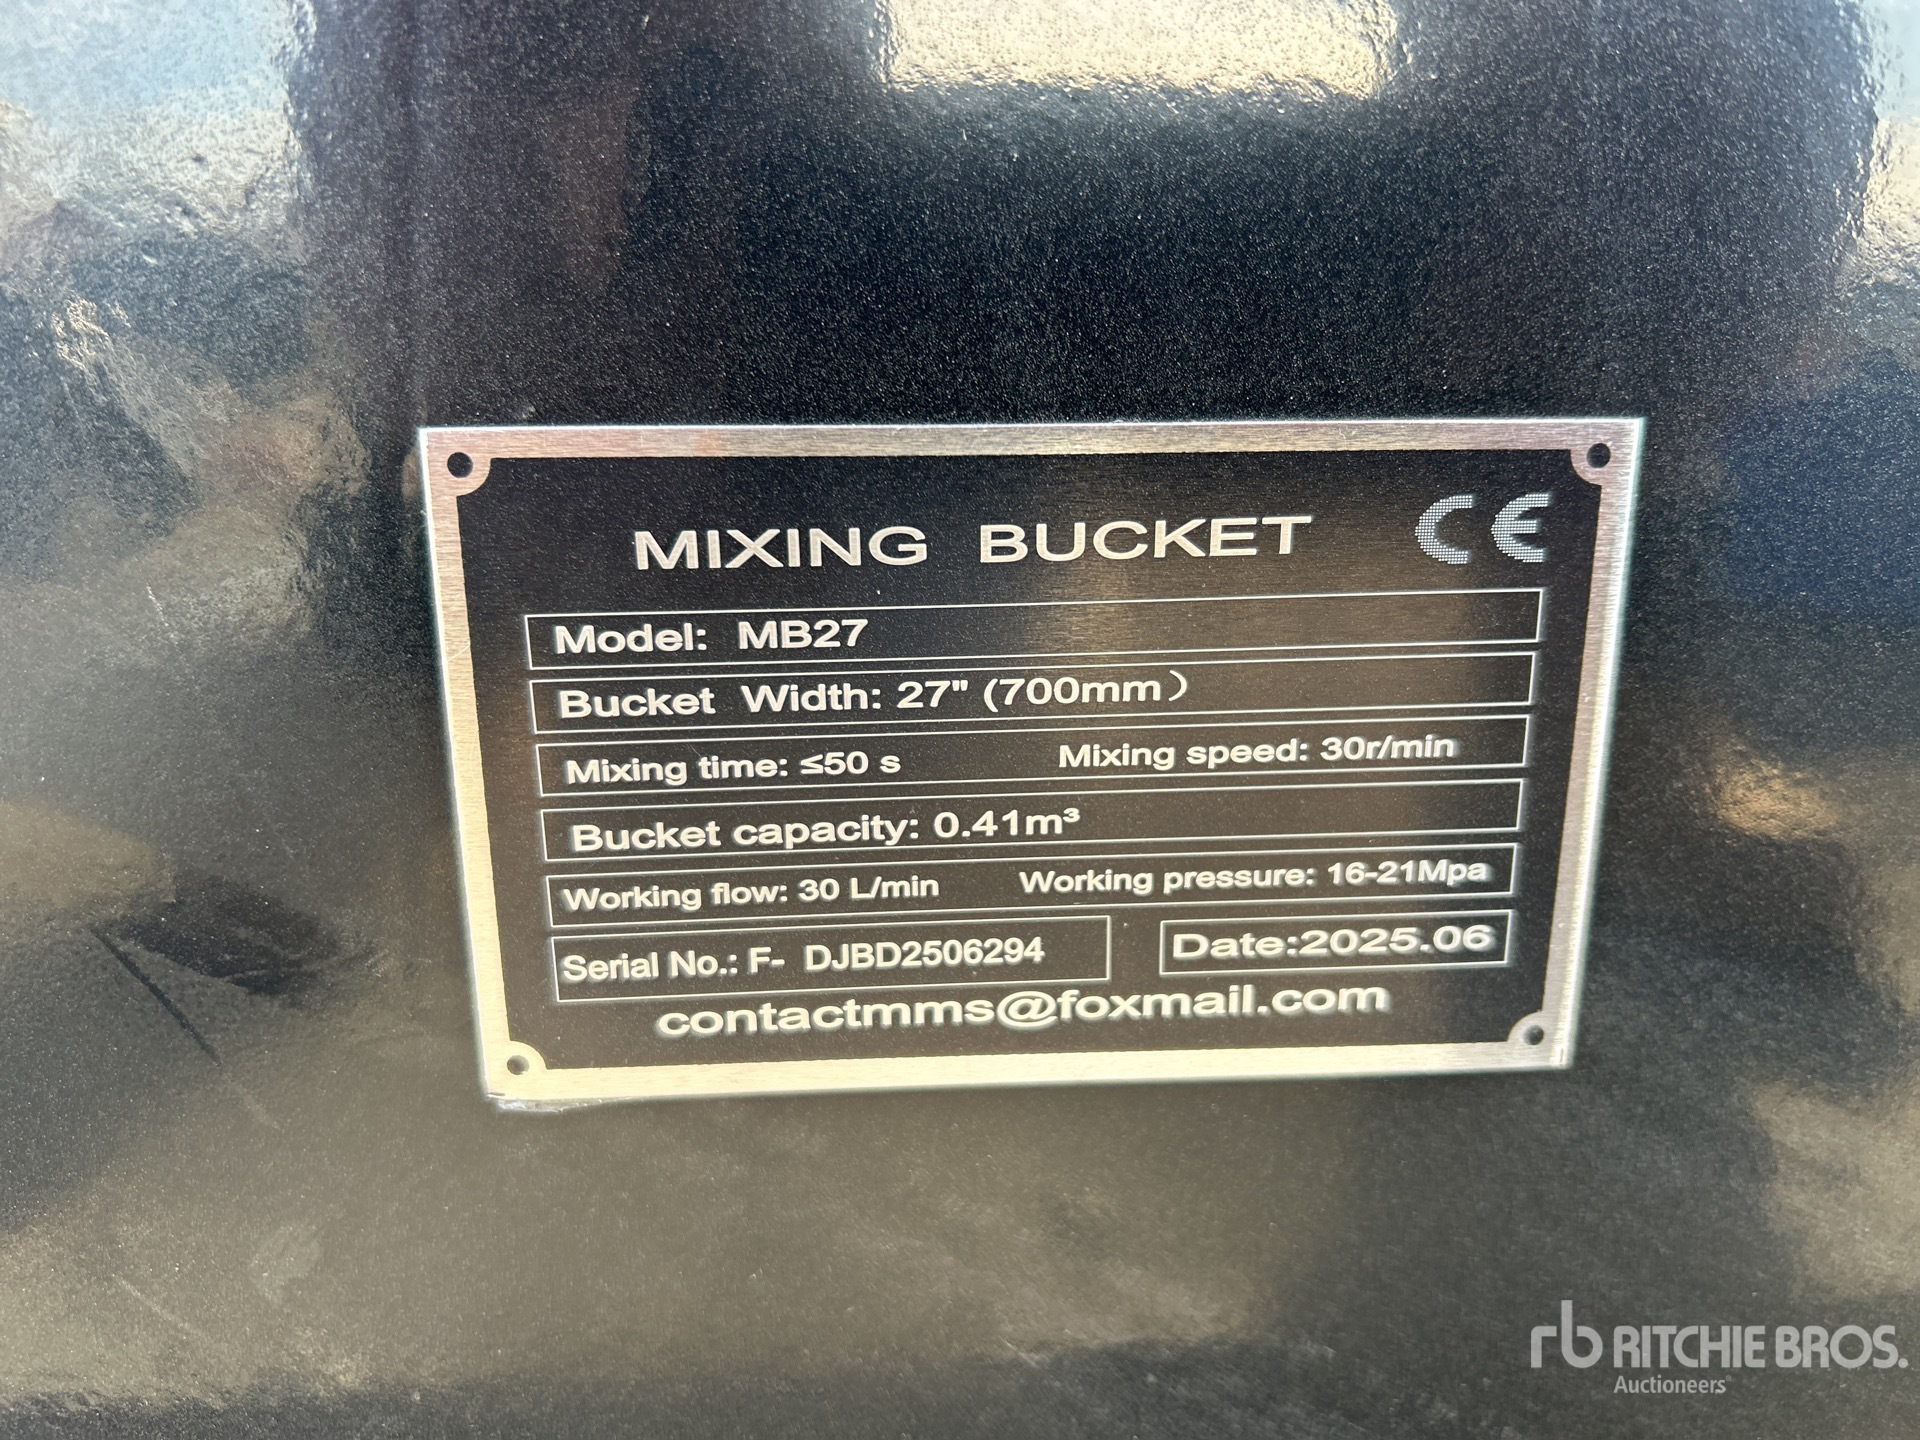 MIXING BUCKET CE
Model: MB27
Bucket Width: 27" (700mm）
Mixing time: ≤50 s Mixing speed: 30r/min
Bucket capacity: 0.41m³
Working flow: 30 L/min Working pressure: 16-21Mpa
Serial No.: F- DJBD2506294 Date:2025.06
contactmms@foxmail.com
rb RITCHIE BROS.
Auctioneers